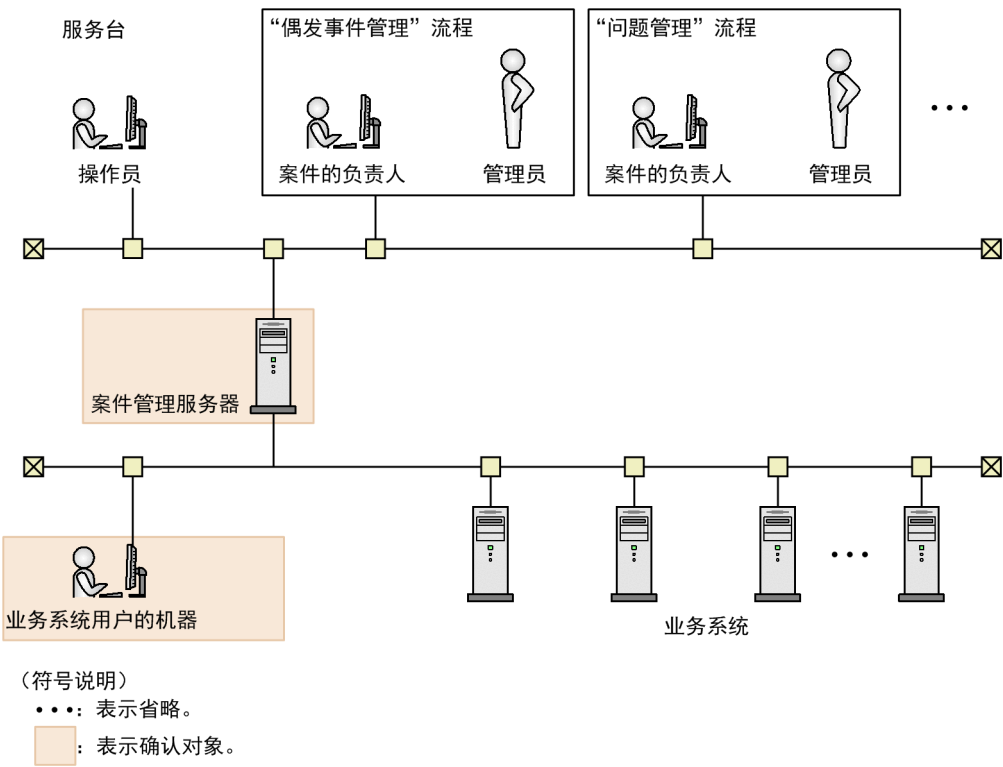 服务台
“偶发事件管理”流程
“问题管理”流程
操作员
案件的负责人
管理员
案件的负责人
管理员
•••
案件管理服务器
•••
业务系统用户的机器
业务系统
（符号说明）
•••：表示省略。
：表示确认对象。